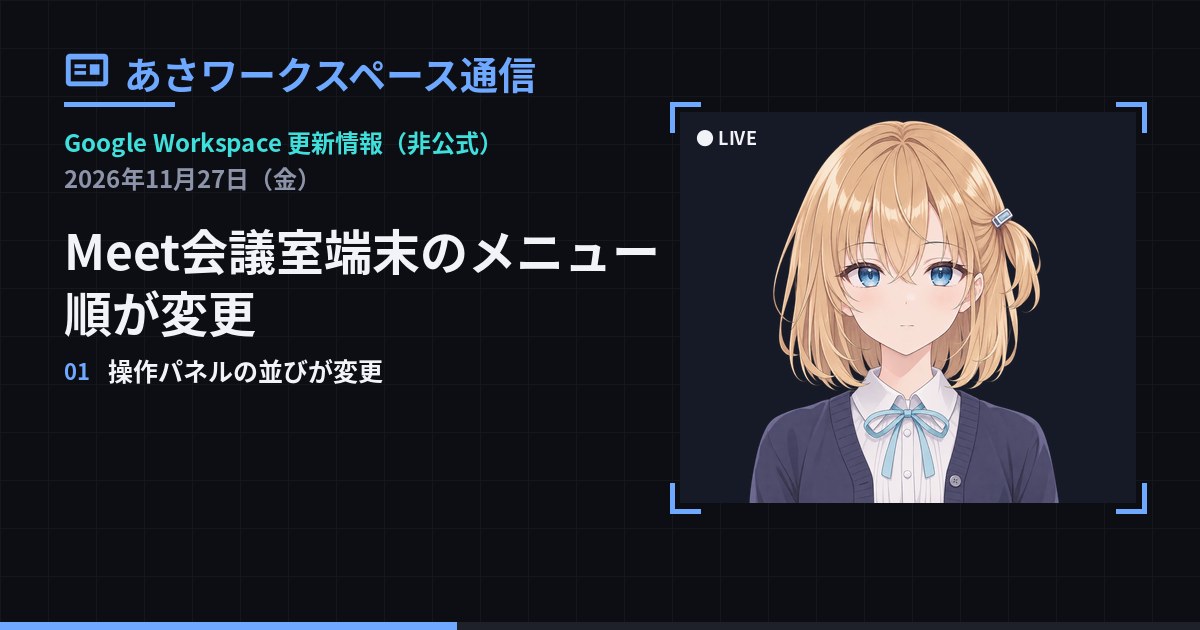 あさワークスペース通信
Google Workspace 更新情報（非公式）
2026年11月27日（金）
Meet会議室端末のメニュー
順が変更
01 操作パネルの並びが変更
LIVE